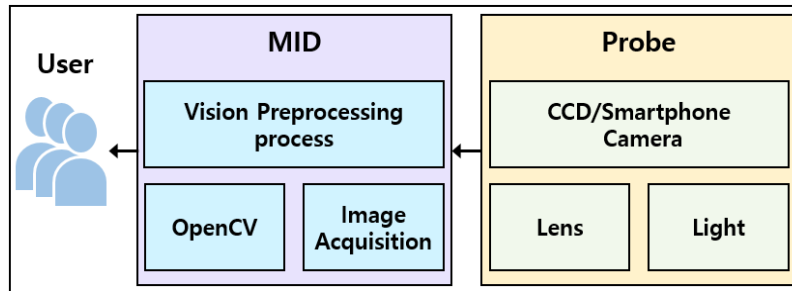 User
MID
Vision Preprocessing
process
OpenCV
Image
Acquisition
Probe
CCD/Smartphone
Camera
Lens
Light